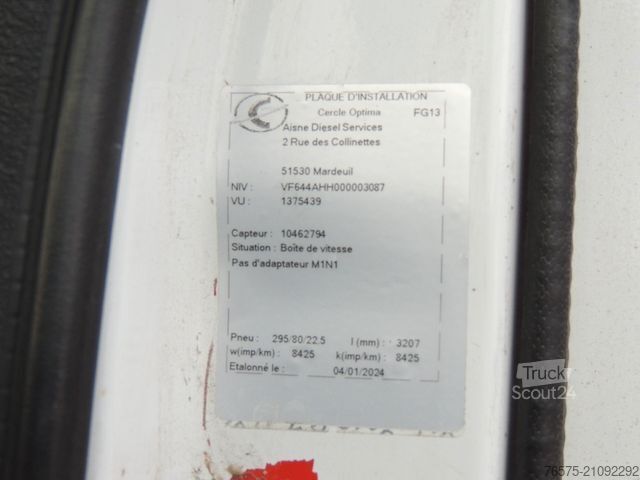 PLAQUE D'INSTALLATION
Cercle Optima FG13
Aisne Diesel Services
2 Rue des Collinettes
51530 Mardeuil
NIV : VF644AHH000003087
VU : 1375439
Capteur : 10462794
Situation : Boîte de vitesse
Pas d'adaptateur M1N1
Pneu : 295/80/22.5 l (mm) : 3207
w(imp/km) : 8425 k(imp/km) : 8425
Etalonné le : 04/01/2024
Truck
Scout24
76575-21092292